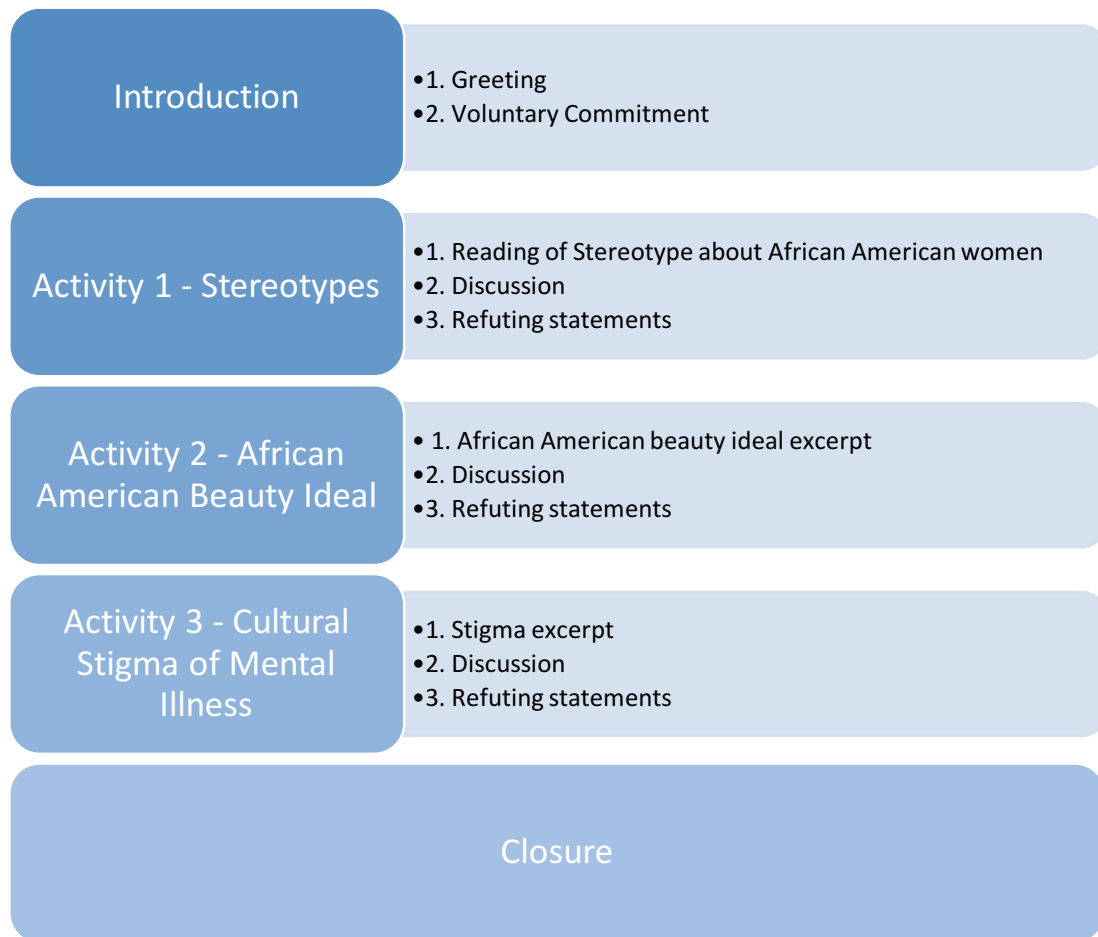 Introduction
•1. Greeting
•2. Voluntary Commitment
Activity 1 - Stereotypes
•1. Reading of Stereotype about African American women
•2. Discussion
•3. Refuting statements
Activity 2 - African
American Beauty Ideal
• 1. African American beauty ideal excerpt
•2. Discussion
•3. Refuting statements
Activity 3 - Cultural
Stigma of Mental
Illness
•1. Stigma excerpt
•2. Discussion
•3. Refuting statements
Closure